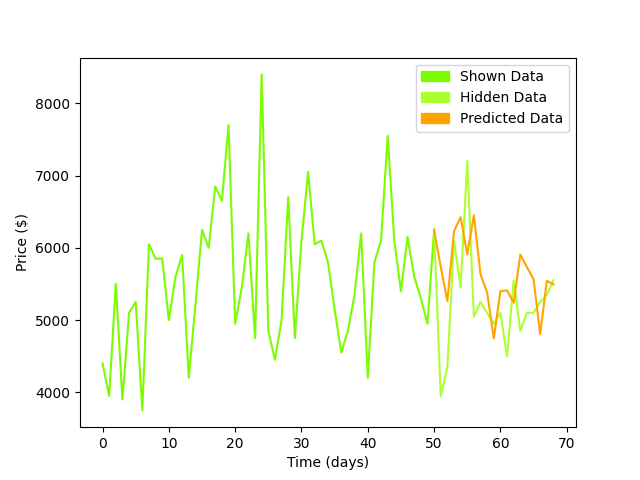 Shown Data
Hidden Data
Predicted Data
Price ($)
8000
7000
6000
5000
4000
0 10 20 30 40 50 60 70
Time (days)